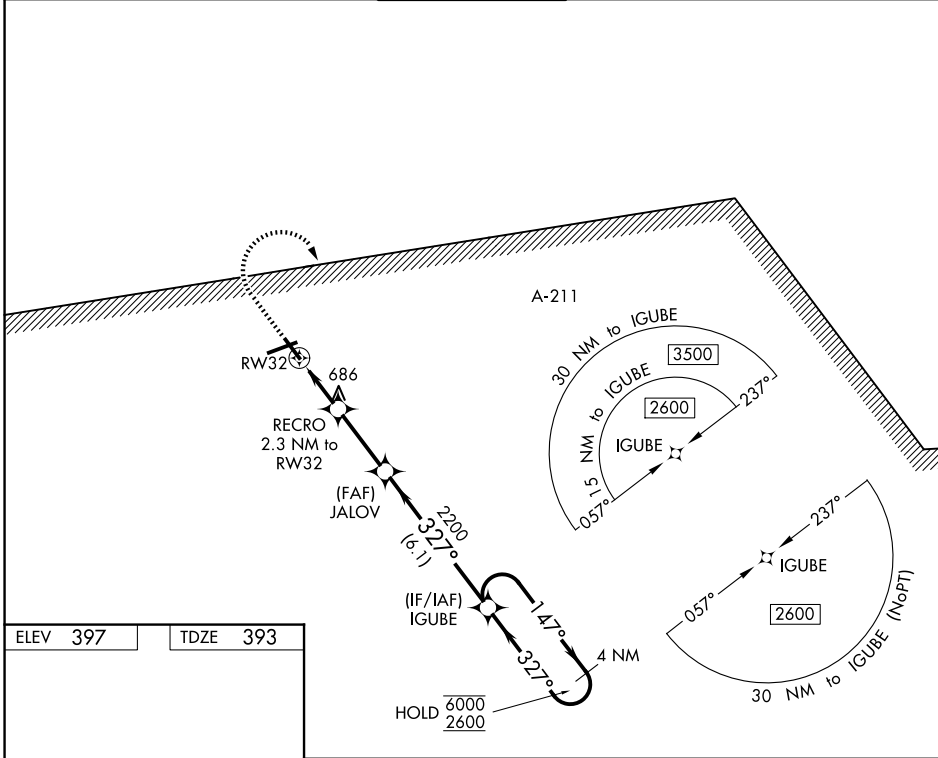 A-211
30 NM to IGUBE
3500
15 NM to IGUBE
2600
237°
IGUBE
057°
RW32
686
RECRO
2.3 NM to
RW32
(FAF)
JALOV
2200
327°
(6.1)
(IF/IAF)
IGUBE
147°
327°
4 NM
HOLD 6000
2600
237°
IGUBE
057°
2600
30 NM to IGUBE (NoPT)
ELEV 397
TDZE 393